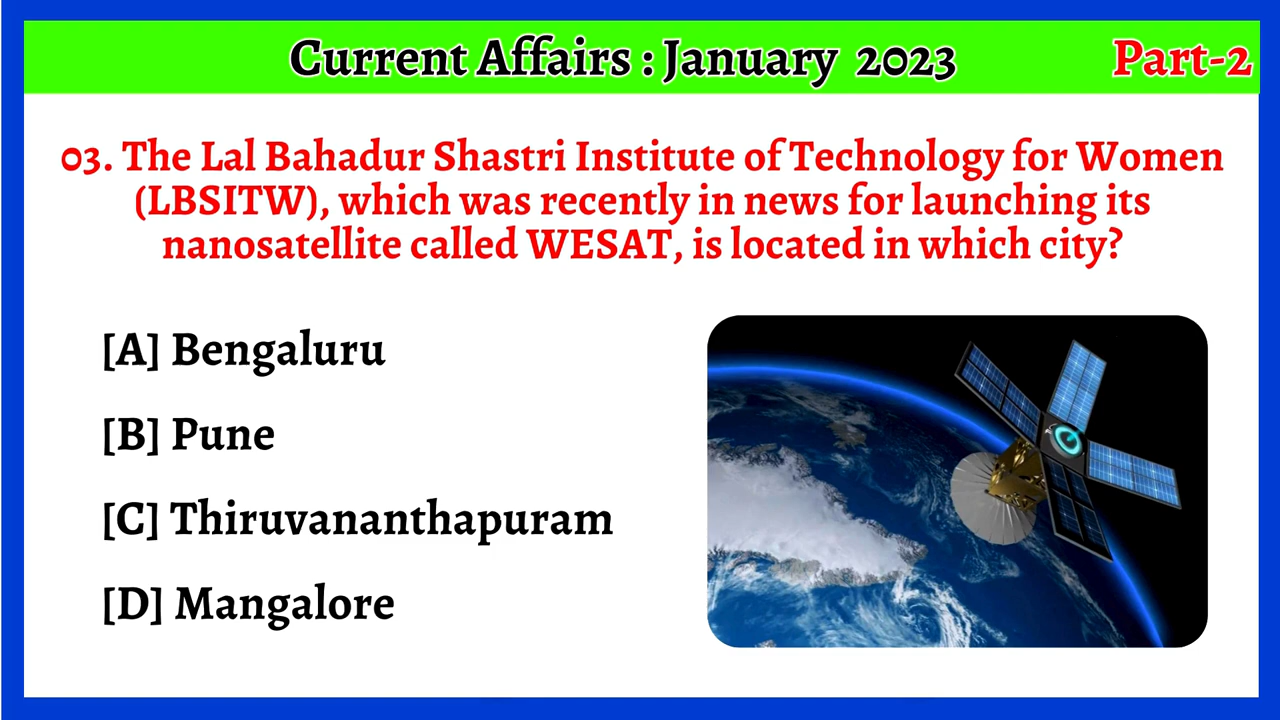 Current Affairs : January 2023
Part-2
03. The Lal Bahadur Shastri Institute of Technology for Women
(LBSITW), which was recently in news for launching its
nanosatellite called WESAT, is located in which city?
[A] Bengaluru
[B] Pune
[C] Thiruvananthapuram
[D] Mangalore